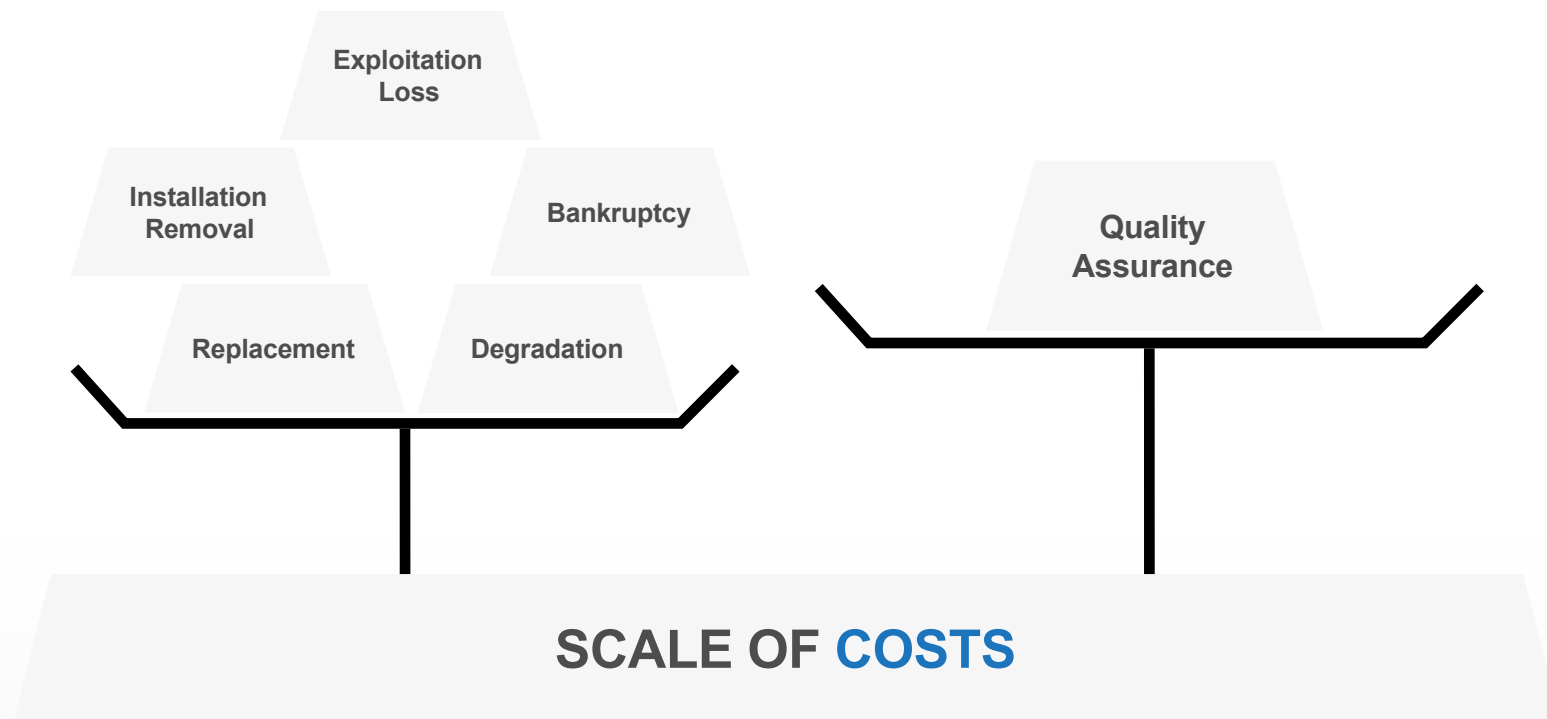 Exploitation
Loss
Installation
Removal
Bankruptcy
Quality
Assurance
Replacement
Degradation
SCALE OF COSTS